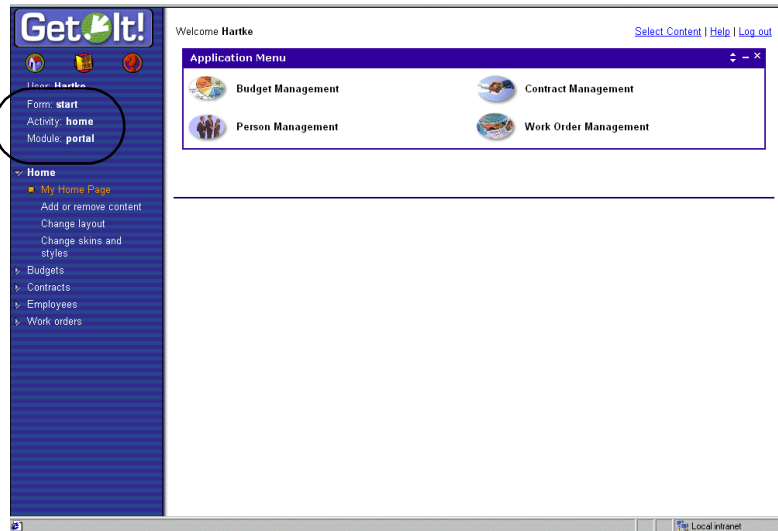 Get It!
User: Hartke
Form: start
Activity: home
Module: portal
Home
My Home Page
Add or remove content
Change layout
Change skins and
styles
Budgets
Contracts
Employees
Work orders
Welcome Hartke
Select Content | Help | Log out
Application Menu
Budget Management
Contract Management
Person Management
Work Order Management
Local intranet